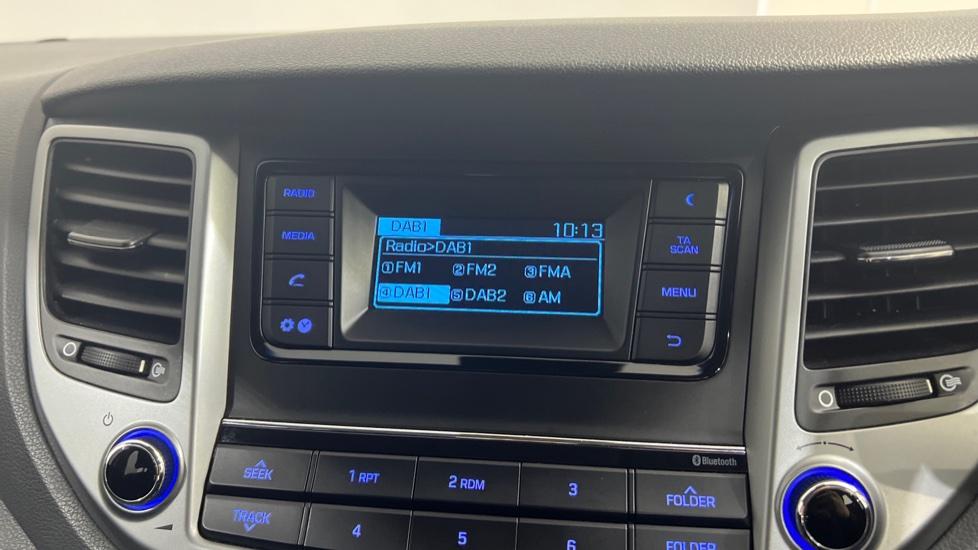 RADIO
MEDIA
DAB1 10:13
Radio>DAB1
①FM1 ②FM2 ③FMA
④DAB1 ⑤DAB2 ⑥AM
TA
SCAN
MENU
Bluetooth
SEEK
1 RPT
2 RDM
3
FOLDER
TRACK
4
5
6
FOLDER